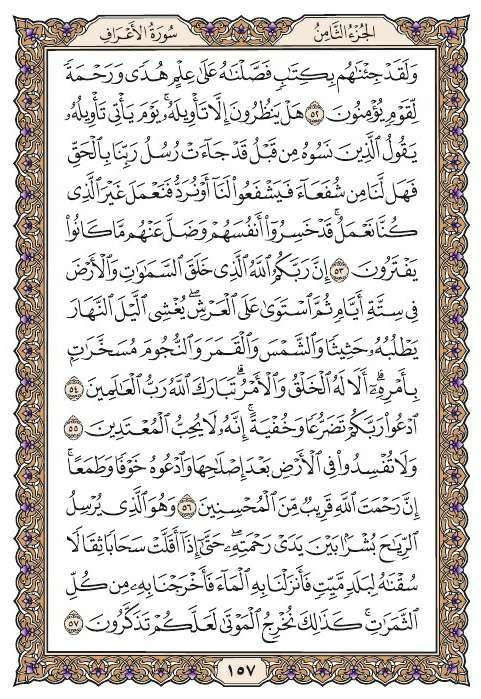 الجزء الثامن
سورة الأعراف
وَلَقَدْ جِئْنَٰهُم بِكِتَٰبٍ فَصَّلْنَٰهُ عَلَىٰ عِلْمٍ هُدًى وَرَحْمَةً
لِّقَوْمٍ يُؤْمِنُونَ ٥٢ هَلْ يَنظُرُونَ إِلَّا تَأْوِيلَهُۥ ۚ يَوْمَ يَأْتِى تَأْوِيلُهُۥ
يَقُولُ ٱلَّذِينَ نَسُوهُ مِن قَبْلُ قَدْ جَآءَتْ رُسُلُ رَبِّنَا بِٱلْحَقِّ
فَهَل لَّنَا مِن شُفَعَآءَ فَيَشْفَعُوا۟ لَنَآ أَوْ نُرَدُّ فَنَعْمَلَ غَيْرَ ٱلَّذِى
كُنَّا نَعْمَلُ ۚ قَدْ خَسِرُوٓا۟ أَنفُسَهُمْ وَضَلَّ عَنْهُم مَّا كَانُوا۟
يَفْتَرُونَ ٥٣ إِنَّ رَبَّكُمُ ٱللَّهُ ٱلَّذِى خَلَقَ ٱلسَّمَٰوَٰتِ وَٱلْأَرْضَ
فِى سِتَّةِ أَيَّامٍ ثُمَّ ٱسْتَوَىٰ عَلَى ٱلْعَرْشِ ۖ يُغْشِى ٱلَّيْلَ ٱلنَّهَارَ
يَطْلُبُهُۥ حَثِيثًا وَٱلشَّمْسَ وَٱلْقَمَرَ وَٱلنُّجُومَ مُسَخَّرَٰتٍۭ
بِأَمْرِهِۦٓ ۗ أَلَا لَهُ ٱلْخَلْقُ وَٱلْأَمْرُ ۗ تَبَارَكَ ٱللَّهُ رَبُّ ٱلْعَٰلَمِينَ ٥٤
ٱدْعُوا۟ رَبَّكُمْ تَضَرُّعًا وَخُفْيَةً ۚ إِنَّهُۥ لَا يُحِبُّ ٱلْمُعْتَدِينَ ٥٥
وَلَا تُفْسِدُوا۟ فِى ٱلْأَرْضِ بَعْدَ إِصْلَٰحِهَا وَٱدْعُوهُ خَوْفًا وَطَمَعًا ۚ
إِنَّ رَحْمَتَ ٱللَّهِ قَرِيبٌ مِّنَ ٱلْمُحْسِنِينَ ٥٦ وَهُوَ ٱلَّذِى يُرْسِلُ
ٱلرِّيَٰحَ بُشْرًۢا بَيْنَ يَدَىْ رَحْمَتِهِۦ ۖ حَتَّىٰٓ إِذَآ أَقَلَّتْ سَحَابًا ثِقَالًا
سُقْنَٰهُ لِبَلَدٍ مَّيِّتٍ فَأَنزَلْنَا بِهِ ٱلْمَآءَ فَأَخْرَجْنَا بِهِۦ مِن كُلِّ
ٱلثَّمَرَٰتِ ۚ كَذَٰلِكَ نُخْرِجُ ٱلْمَوْتَىٰ لَعَلَّكُمْ تَذَكَّرُونَ ٥٧
١٥٧